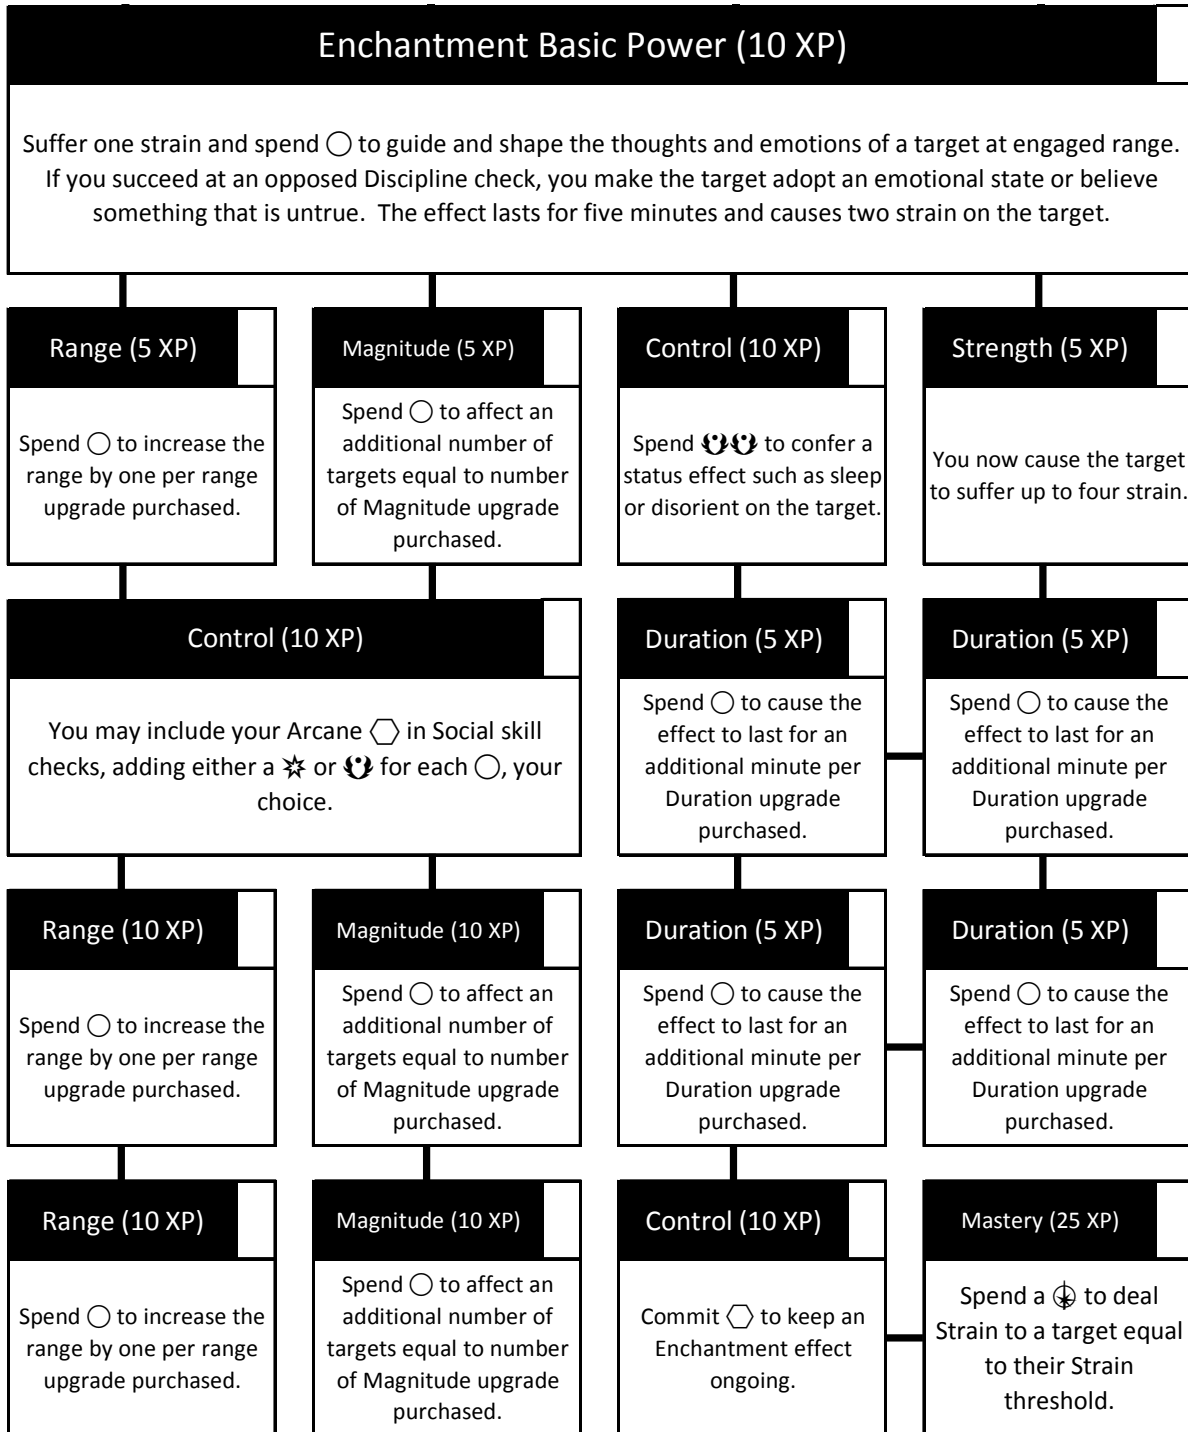 Enchantment Basic Power (10 XP)
Suffer one strain and spend ◯ to guide and shape the thoughts and emotions of a target at engaged range.
If you succeed at an opposed Discipline check, you make the target adopt an emotional state or believe
something that is untrue.  The effect lasts for five minutes and causes two strain on the target.
Range (5 XP)
Spend ◯ to increase the
range by one per range
upgrade purchased.
Magnitude (5 XP)
Spend ◯ to affect an
additional number of
targets equal to number
of Magnitude upgrade
purchased.
Control (10 XP)
Spend to confer a
status effect such as sleep
or disorient on the target.
Strength (5 XP)
You now cause the target
to suffer up to four strain.
Control (10 XP)
You may include your Arcane ⬡ in Social skill
checks, adding either a or for each ◯, your
choice.
Duration (5 XP)
Spend ◯ to cause the
effect to last for an
additional minute per
Duration upgrade
purchased.
Duration (5 XP)
Spend ◯ to cause the
effect to last for an
additional minute per
Duration upgrade
purchased.
Range (10 XP)
Spend ◯ to increase the
range by one per range
upgrade purchased.
Magnitude (10 XP)
Spend ◯ to affect an
additional number of
targets equal to number
of Magnitude upgrade
purchased.
Duration (5 XP)
Spend ◯ to cause the
effect to last for an
additional minute per
Duration upgrade
purchased.
Duration (5 XP)
Spend ◯ to cause the
effect to last for an
additional minute per
Duration upgrade
purchased.
Range (10 XP)
Spend ◯ to increase the
range by one per range
upgrade purchased.
Magnitude (10 XP)
Spend ◯ to affect an
additional number of
targets equal to number
of Magnitude upgrade
purchased.
Control (10 XP)
Commit ⬡ to keep an
Enchantment effect
ongoing.
Mastery (25 XP)
Spend a to deal
Strain to a target equal
to their Strain
threshold.